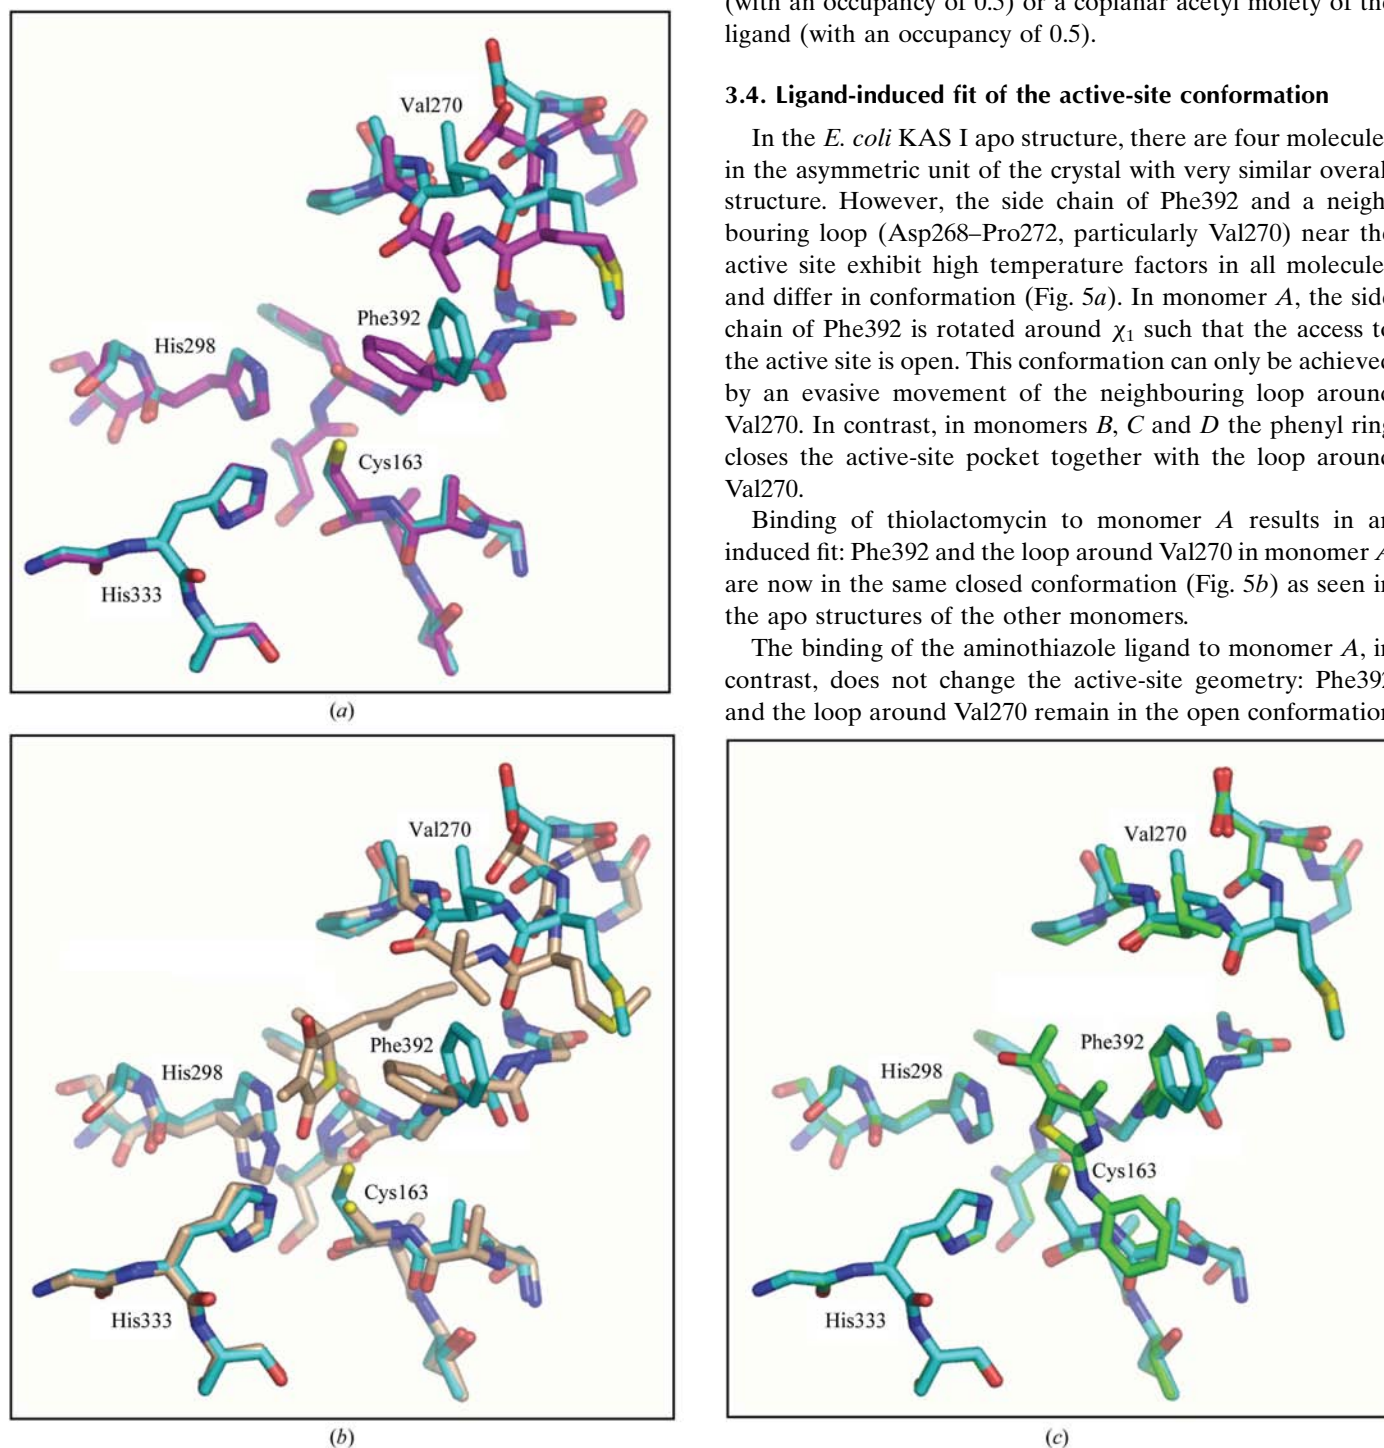 (with an occupancy of 0.5) or a coplanar acetyl moiety of the
ligand (with an occupancy of 0.5).
3.4. Ligand-induced fit of the active-site conformation
In the E. coli KAS I apo structure, there are four molecule
in the asymmetric unit of the crystal with very similar overal
structure. However, the side chain of Phe392 and a neigh
bouring loop (Asp268–Pro272, particularly Val270) near the
active site exhibit high temperature factors in all molecule
and differ in conformation (Fig. 5a). In monomer A, the side
chain of Phe392 is rotated around χ1 such that the access to
the active site is open. This conformation can only be achieved
by an evasive movement of the neighbouring loop around
Val270. In contrast, in monomers B, C and D the phenyl ring
closes the active-site pocket together with the loop around
Val270.
Binding of thiolactomycin to monomer A results in an
induced fit: Phe392 and the loop around Val270 in monomer A
are now in the same closed conformation (Fig. 5b) as seen in
the apo structures of the other monomers.
The binding of the aminothiazole ligand to monomer A, in
contrast, does not change the active-site geometry: Phe392
and the loop around Val270 remain in the open conformation
Val270
Phe392
His298
Cys163
His333
(a)
Val270
Phe392
His298
Cys163
His333
(b)
Val270
Phe392
His298
Cys163
His333
(c)